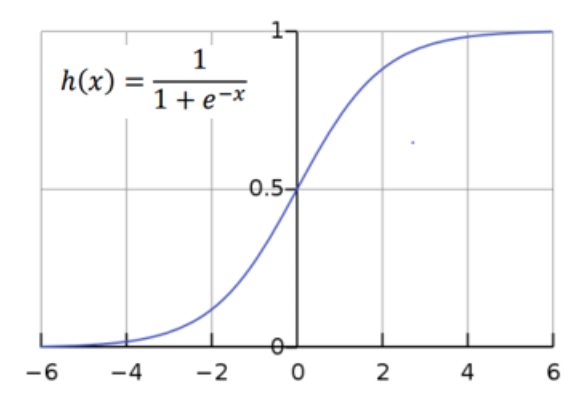 1
h(x) = 1 / (1 + e^{-x})
0.5
0
−6 −4 −2 0 2 4 6